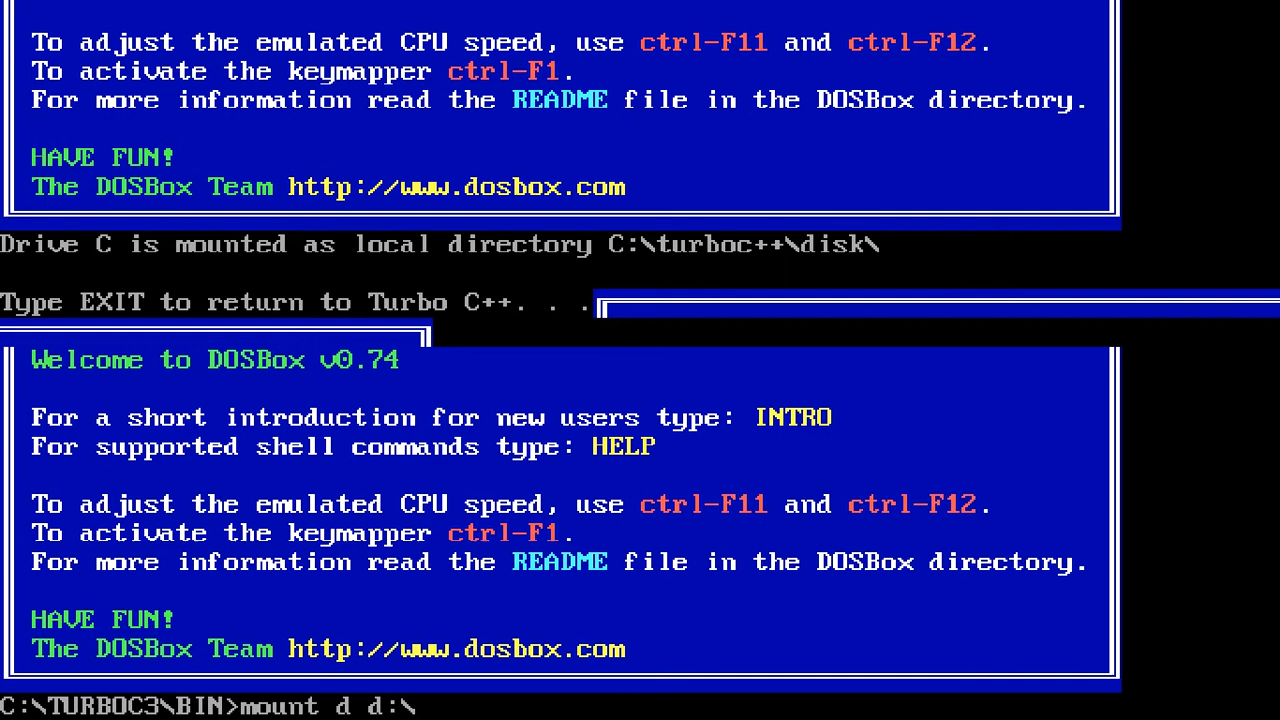 To adjust the emulated CPU speed, use ctrl-F11 and ctrl-F12.
To activate the keymapper ctrl-F1.
For more information read the README file in the DOSBox directory.
HAVE FUN!
The DOSBox Team http://www.dosbox.com
Drive C is mounted as local directory C:\turboc++\disk\
Type EXIT to return to Turbo C++. . .
Welcome to DOSBox v0.74
For a short introduction for new users type: INTRO
For supported shell commands type: HELP
To adjust the emulated CPU speed, use ctrl-F11 and ctrl-F12.
To activate the keymapper ctrl-F1.
For more information read the README file in the DOSBox directory.
HAVE FUN!
The DOSBox Team http://www.dosbox.com
C:\TURBOC3\BIN>mount d d:\